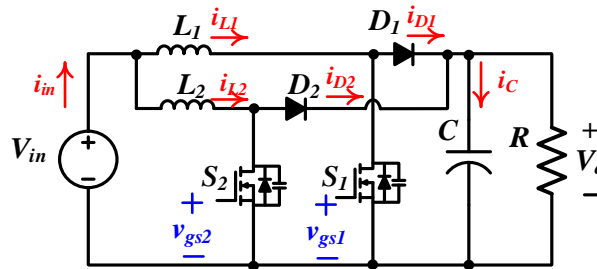 L1 iL1 D1 iD1
iin L2 iL2 D2 iD2 iC
Vin + − C R + V −
S2 S1
+ vgs2 − + vgs1 −